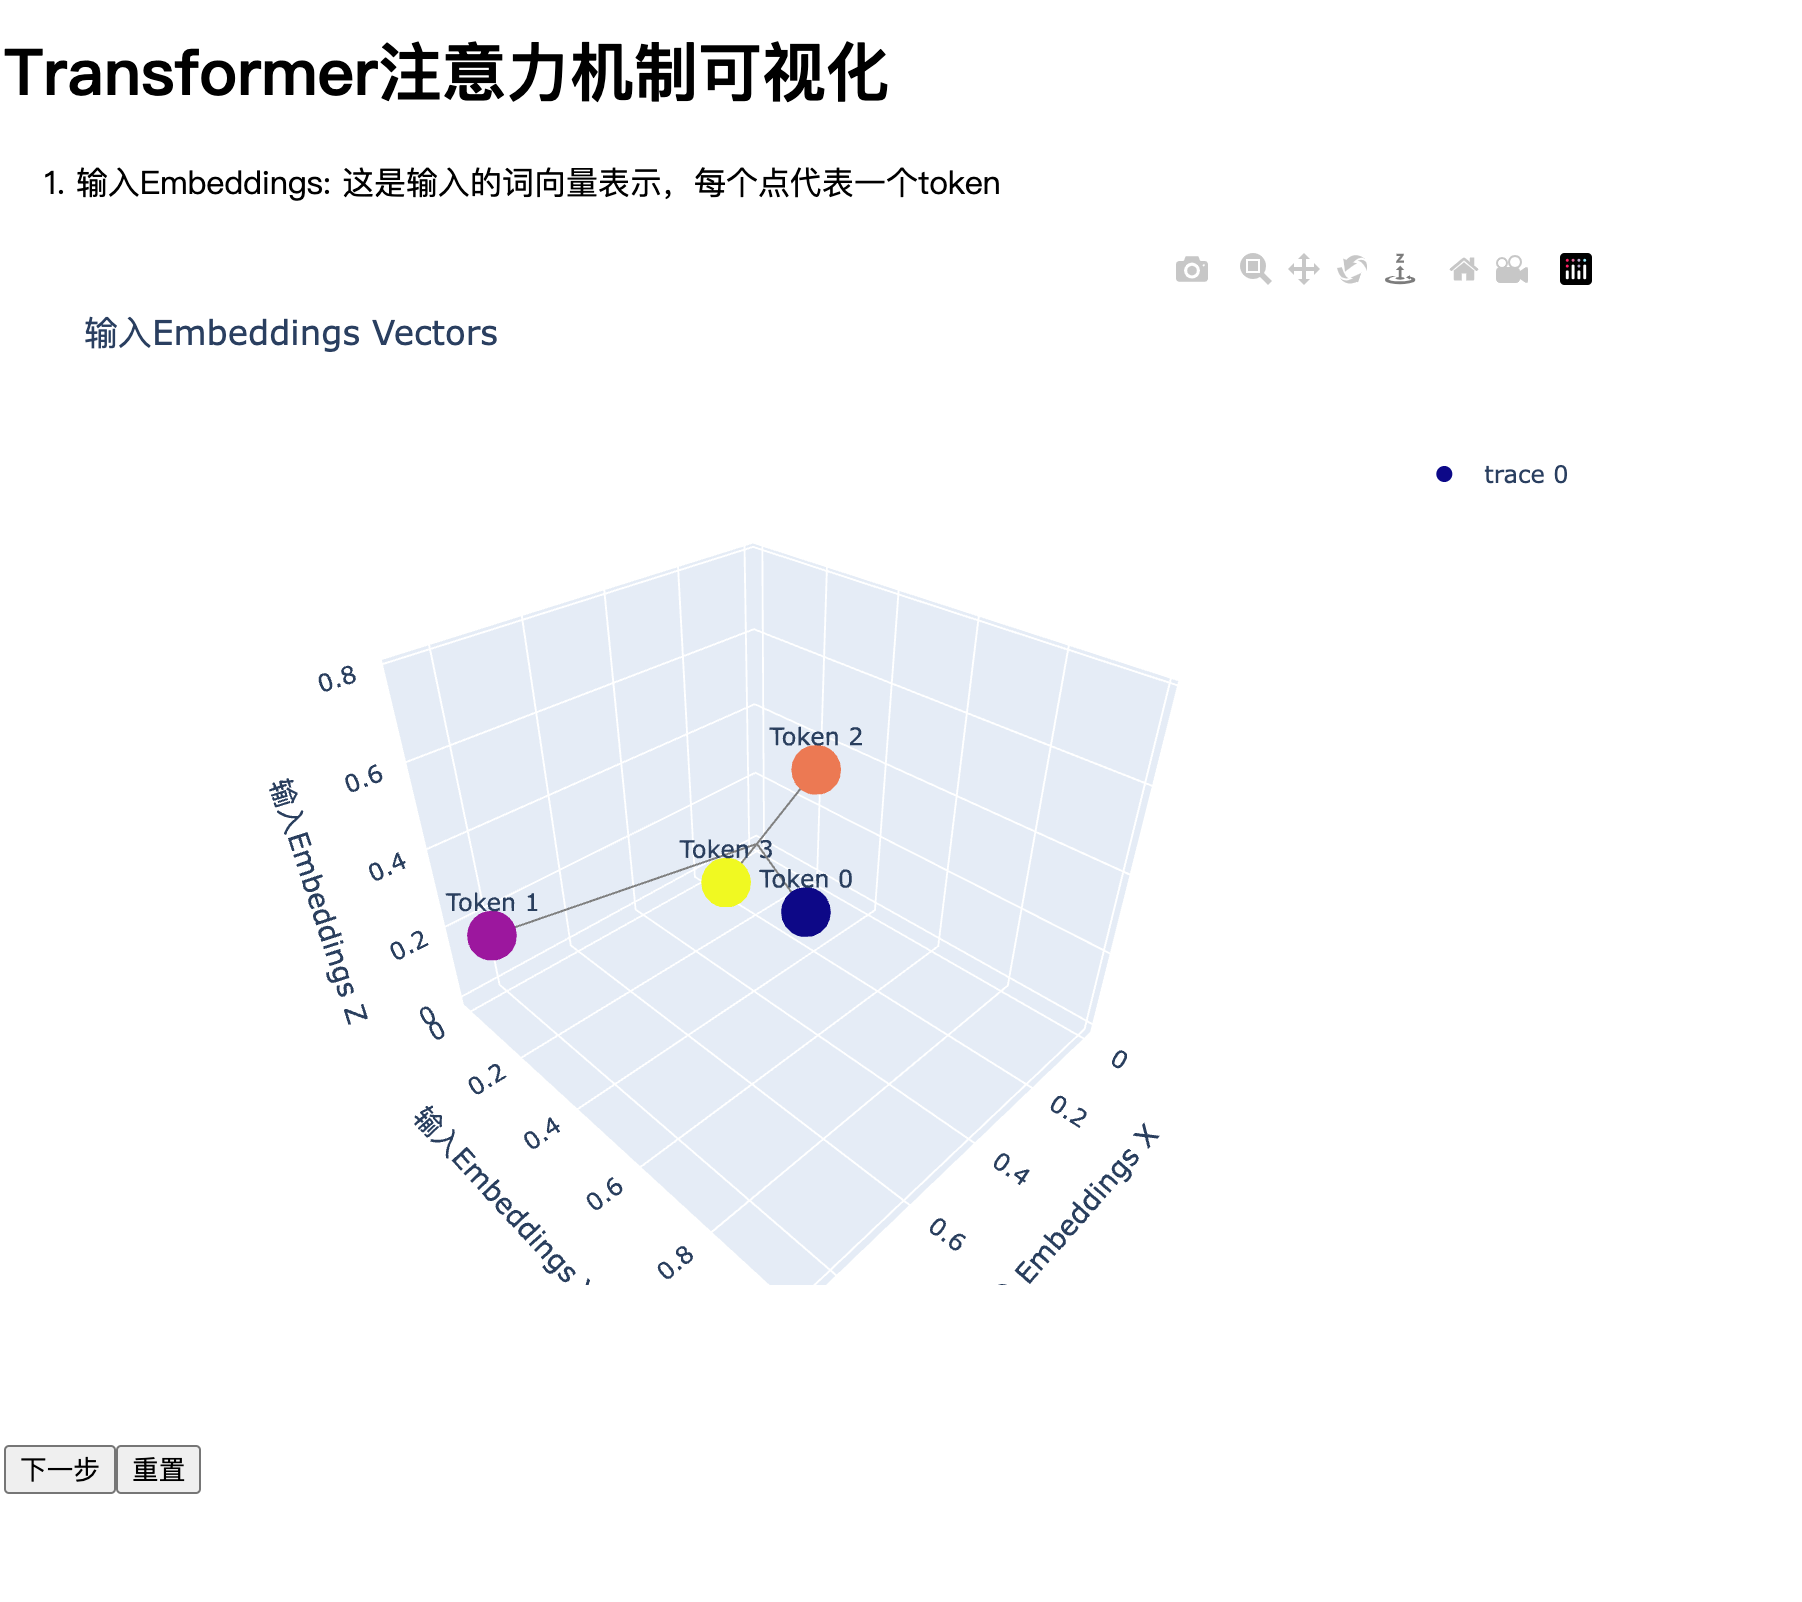 Transformer注意力机制可视化
1. 输入Embeddings: 这是输入的词向量表示，每个点代表一个token
输入Embeddings Vectors
trace 0
Token 2
Token 3
Token 0
Token 1
0.8
0.6
0.4
0.2
0
输入Embeddings Z
0
0.2
0.4
0.6
0.8
输入Embeddings
0
0.2
0.4
0.6
Embeddings X
下一步
重置